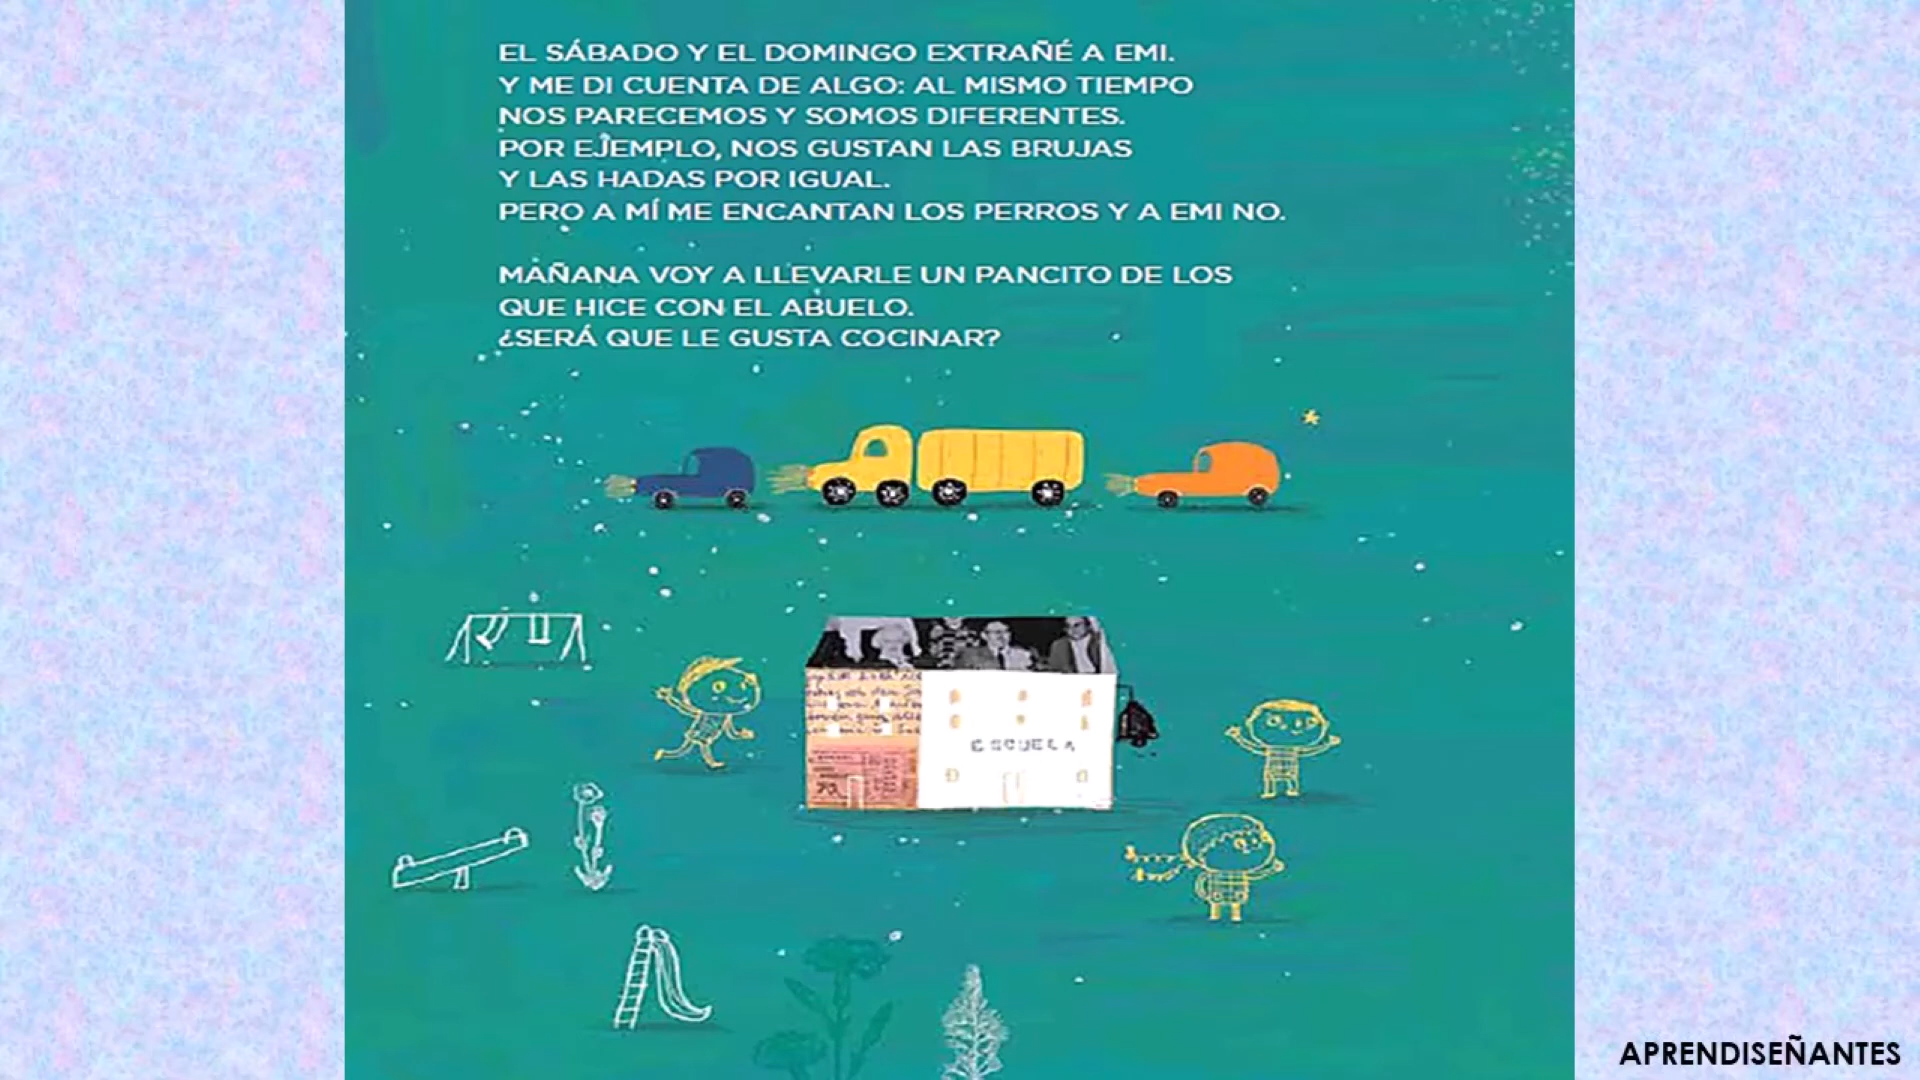 EL SÁBADO Y EL DOMINGO EXTRAÑÉ A EMI.
Y ME DI CUENTA DE ALGO: AL MISMO TIEMPO
NOS PARECEMOS Y SOMOS DIFERENTES.
POR EJEMPLO, NOS GUSTAN LAS BRUJAS
Y LAS HADAS POR IGUAL.
PERO A MÍ ME ENCANTAN LOS PERROS Y A EMI NO.
MAÑANA VOY A LLEVARLE UN PANCITO DE LOS
QUE HICE CON EL ABUELO.
¿SERÁ QUE LE GUSTA COCINAR?
ESCUELA
70
APRENDISEÑANTES